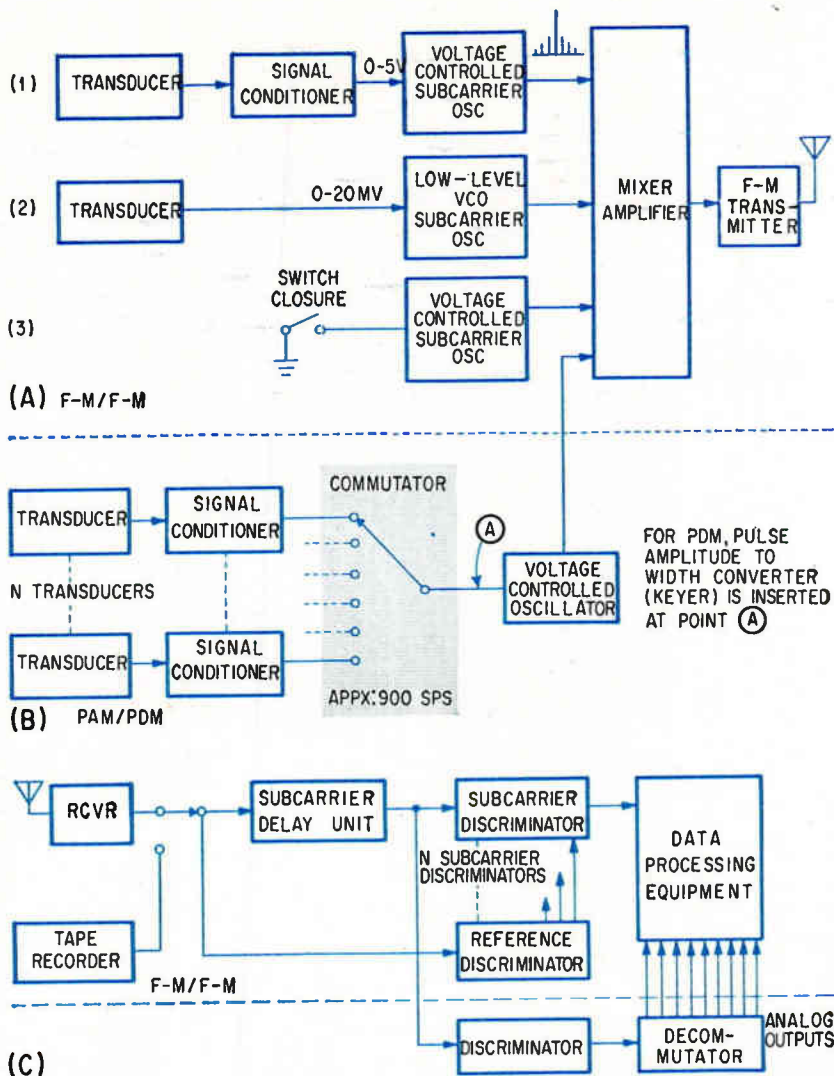 (1)
TRANSDUCER
SIGNAL
CONDITIONER
0-5V
VOLTAGE
CONTROLLED
SUBCARRIER
OSC
(2)
TRANSDUCER
0-20MV
LOW-LEVEL
VCO
SUBCARRIER
OSC
MIXER
AMPLIFIER
F-M
TRANS-
MITTER
(3)
SWITCH
CLOSURE
VOLTAGE
CONTROLLED
SUBCARRIER
OSC
(A) F-M/F-M
TRANSDUCER
SIGNAL
CONDITIONER
COMMUTATOR
A
N TRANSDUCERS
VOLTAGE
CONTROLLED
OSCILLATOR
FOR PDM, PULSE
AMPLITUDE TO
WIDTH CONVERTER
(KEYER) IS INSERTED
AT POINT A
TRANSDUCER
SIGNAL
CONDITIONER
APPX: 900 SPS
(B) PAM/PDM
RCVR
SUBCARRIER
DELAY UNIT
SUBCARRIER
DISCRIMINATOR
N SUBCARRIER
DISCRIMINATORS
DATA
PROCESSING
EQUIPMENT
TAPE
RECORDER
REFERENCE
DISCRIMINATOR
F-M/F-M
(C)
DISCRIMINATOR
DECOM-
MUTATOR
ANALOG
OUTPUTS